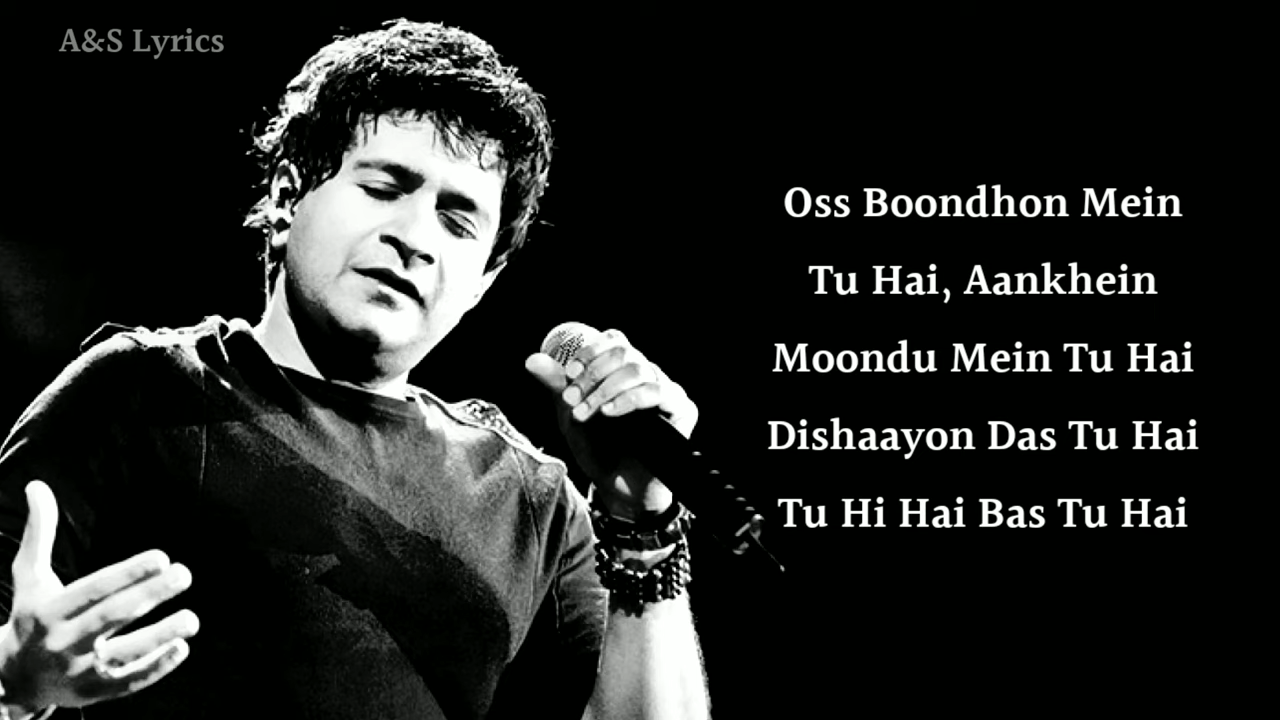 A&S Lyrics
Oss Boondhon Mein
Tu Hai, Aankhein
Moondu Mein Tu Hai
Dishaayon Das Tu Hai
Tu Hi Hai Bas Tu Hai